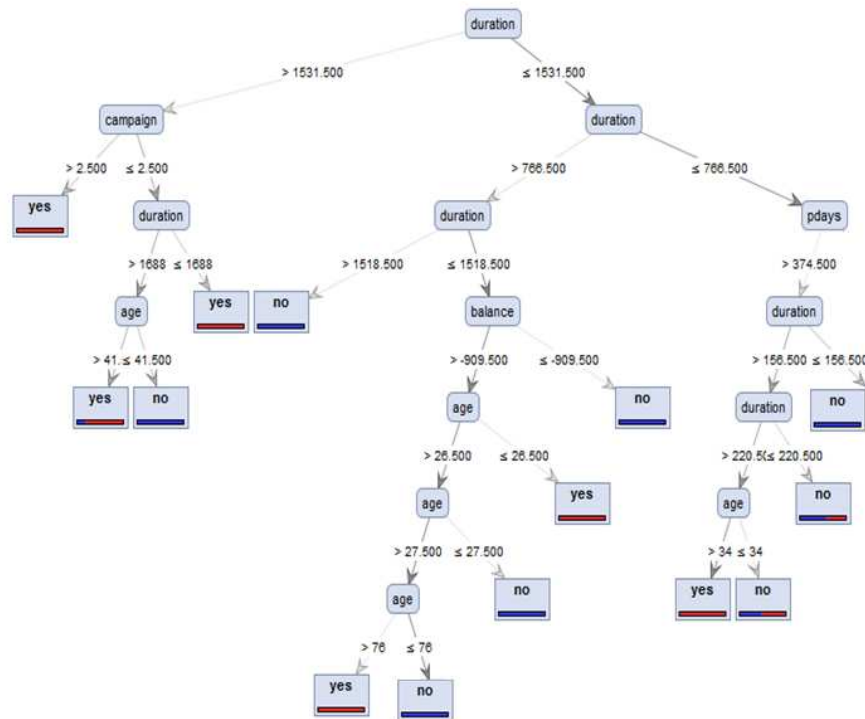 duration
> 1531.500 ≤ 1531.500
campaign duration
> 2.500 ≤ 2.500 > 766.500 ≤ 766.500
yes duration duration pdays
> 1688 ≤ 1688 > 1518.500 ≤ 1518.500 > 374.500
age yes no balance duration
> 41. ≤ 41.500 > -909.500 ≤ -909.500 > 156.500 ≤ 156.500
yes no age no duration no
> 26.500 ≤ 26.500 > 220.50 ≤ 220.500
age yes age no
> 27.500 ≤ 27.500 > 34 ≤ 34
age no yes no
> 76 ≤ 76
yes no